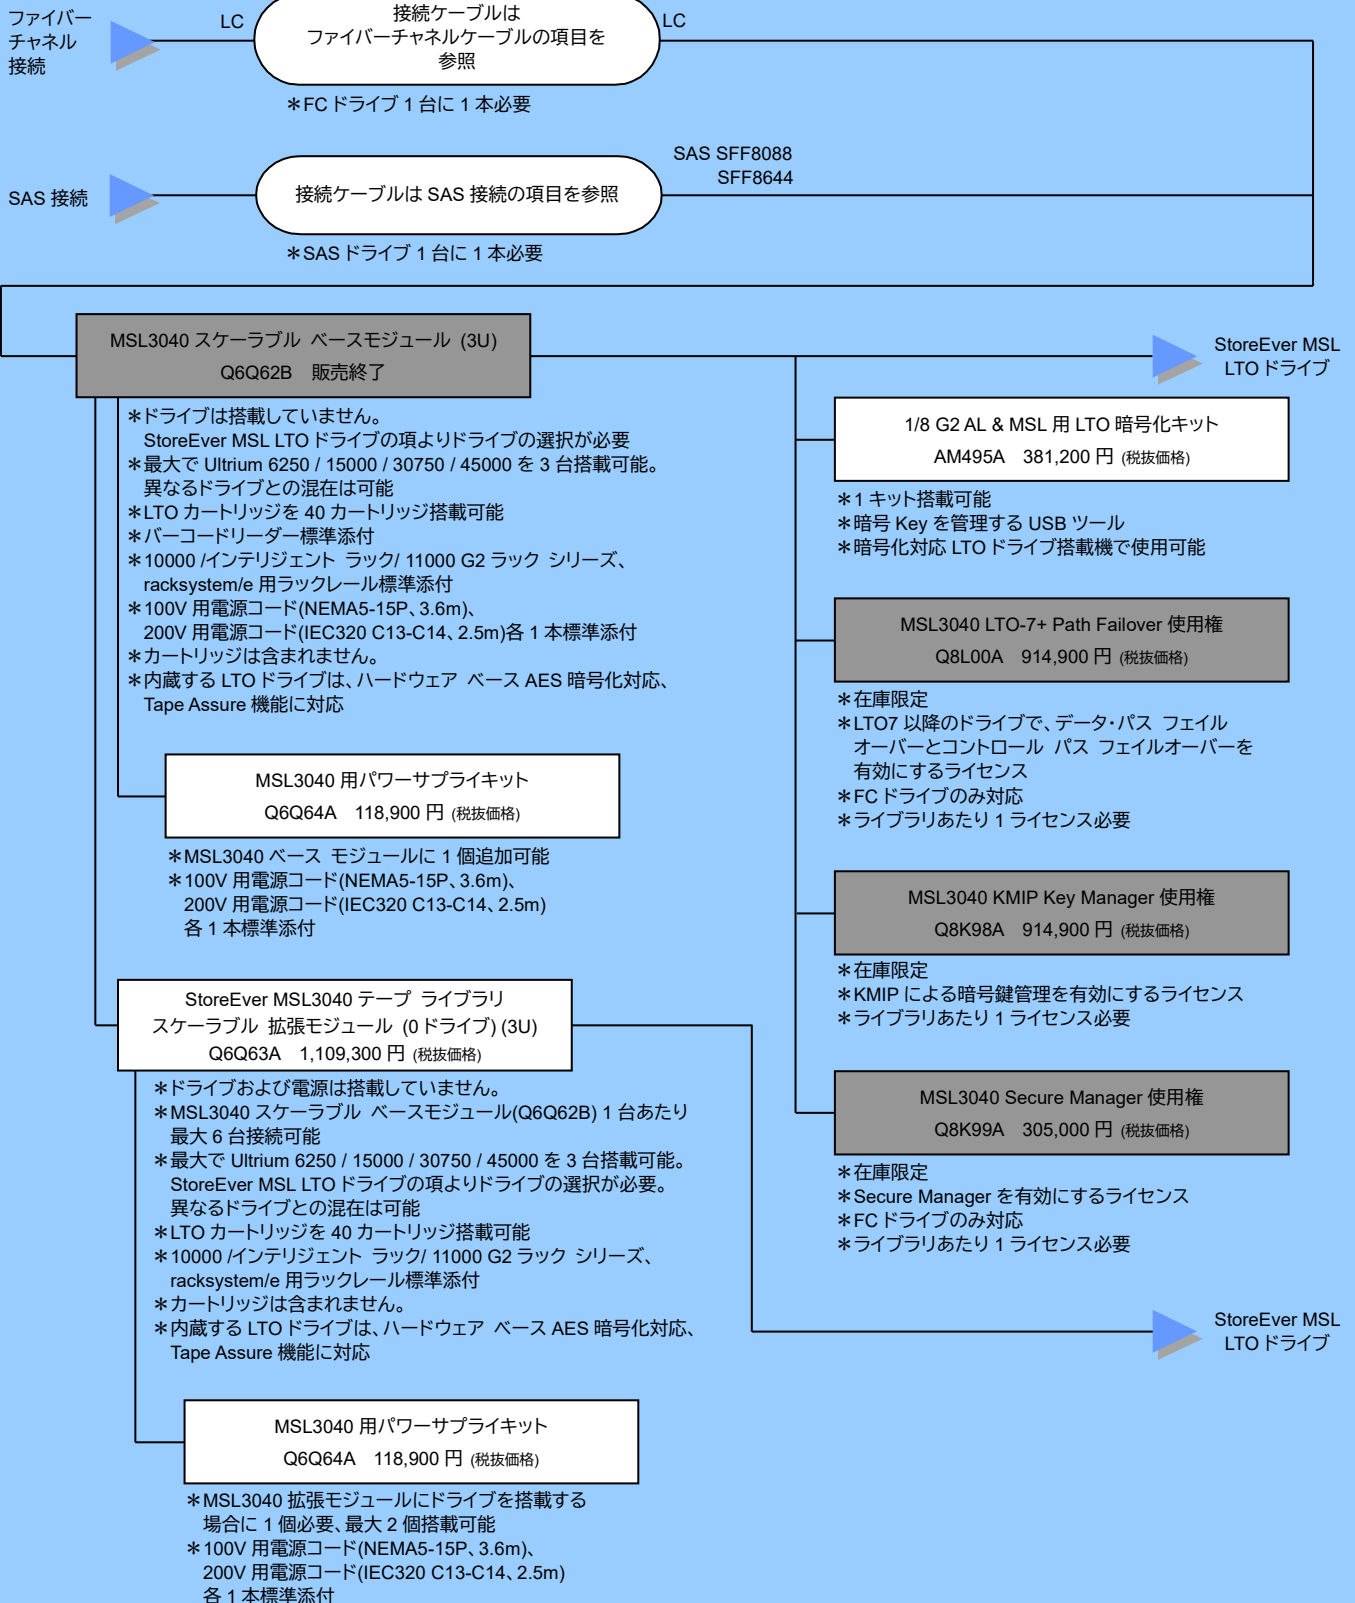 ファイバー
チャネル
接続
LC
接続ケーブルは
ファイバーチャネルケーブルの項目を
参照
LC
＊FC ドライブ 1 台に 1 本必要
SAS 接続
接続ケーブルは SAS 接続の項目を参照
SAS SFF8088
SFF8644
＊SAS ドライブ 1 台に 1 本必要
MSL3040 スケーラブル ベースモジュール (3U)
Q6Q62B 販売終了
＊ドライブは搭載していません。
StoreEver MSL LTO ドライブの項よりドライブの選択が必要
＊最大で Ultrium 6250 / 15000 / 30750 / 45000 を 3 台搭載可能。
異なるドライブとの混在は可能
＊LTO カートリッジを 40 カートリッジ搭載可能
＊バーコードリーダー標準添付
＊10000 /インテリジェント ラック/ 11000 G2 ラック シリーズ、
racksystem/e 用ラックレール標準添付
＊100V 用電源コード(NEMA5-15P、3.6m)、
200V 用電源コード(IEC320 C13-C14、2.5m)各 1 本標準添付
＊カートリッジは含まれません。
＊内蔵する LTO ドライブは、ハードウェア ベース AES 暗号化対応、
Tape Assure 機能に対応
MSL3040 用パワーサプライキット
Q6Q64A 118,900 円 (税抜価格)
＊MSL3040 ベース モジュールに 1 個追加可能
＊100V 用電源コード(NEMA5-15P、3.6m)、
200V 用電源コード(IEC320 C13-C14、2.5m)
各 1 本標準添付
StoreEver MSL3040 テープ ライブラリ
スケーラブル 拡張モジュール (0 ドライブ) (3U)
Q6Q63A 1,109,300 円 (税抜価格)
＊ドライブおよび電源は搭載していません。
＊MSL3040 スケーラブル ベースモジュール(Q6Q62B) 1 台あたり
最大 6 台接続可能
＊最大で Ultrium 6250 / 15000 / 30750 / 45000 を 3 台搭載可能。
StoreEver MSL LTO ドライブの項よりドライブの選択が必要。
異なるドライブとの混在は可能
＊LTO カートリッジを 40 カートリッジ搭載可能
＊10000 /インテリジェント ラック/ 11000 G2 ラック シリーズ、
racksystem/e 用ラックレール標準添付
＊カートリッジは含まれません。
＊内蔵する LTO ドライブは、ハードウェア ベース AES 暗号化対応、
Tape Assure 機能に対応
MSL3040 用パワーサプライキット
Q6Q64A 118,900 円 (税抜価格)
＊MSL3040 拡張モジュールにドライブを搭載する
場合に 1 個必要、最大 2 個搭載可能
＊100V 用電源コード(NEMA5-15P、3.6m)、
200V 用電源コード(IEC320 C13-C14、2.5m)
各 1 本標準添付
StoreEver MSL
LTO ドライブ
1/8 G2 AL & MSL 用 LTO 暗号化キット
AM495A 381,200 円 (税抜価格)
＊1 キット搭載可能
＊暗号 Key を管理する USB ツール
＊暗号化対応 LTO ドライブ搭載機で使用可能
MSL3040 LTO-7+ Path Failover 使用権
Q8L00A 914,900 円 (税抜価格)
＊在庫限定
＊LTO7 以降のドライブで、データ・パス フェイル
オーバーとコントロール パス フェイルオーバーを
有効にするライセンス
＊FC ドライブのみ対応
＊ライブラリあたり 1 ライセンス必要
MSL3040 KMIP Key Manager 使用権
Q8K98A 914,900 円 (税抜価格)
＊在庫限定
＊KMIP による暗号鍵管理を有効にするライセンス
＊ライブラリあたり 1 ライセンス必要
MSL3040 Secure Manager 使用権
Q8K99A 305,000 円 (税抜価格)
＊在庫限定
＊Secure Manager を有効にするライセンス
＊FC ドライブのみ対応
＊ライブラリあたり 1 ライセンス必要
StoreEver MSL
LTO ドライブ